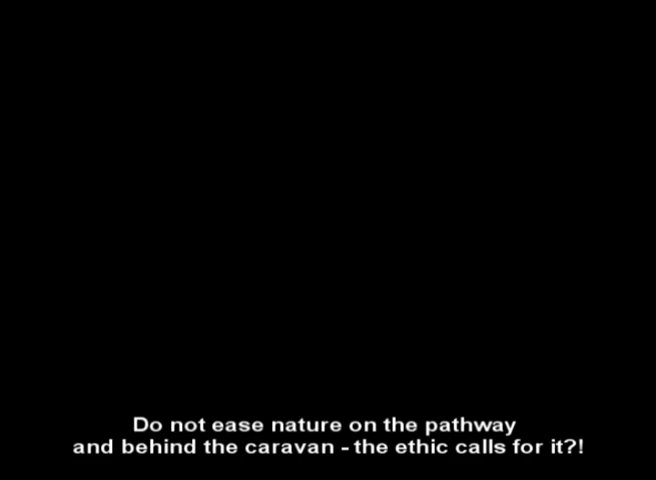 Do not ease nature on the pathway
and behind the caravan - the ethic calls for it?!